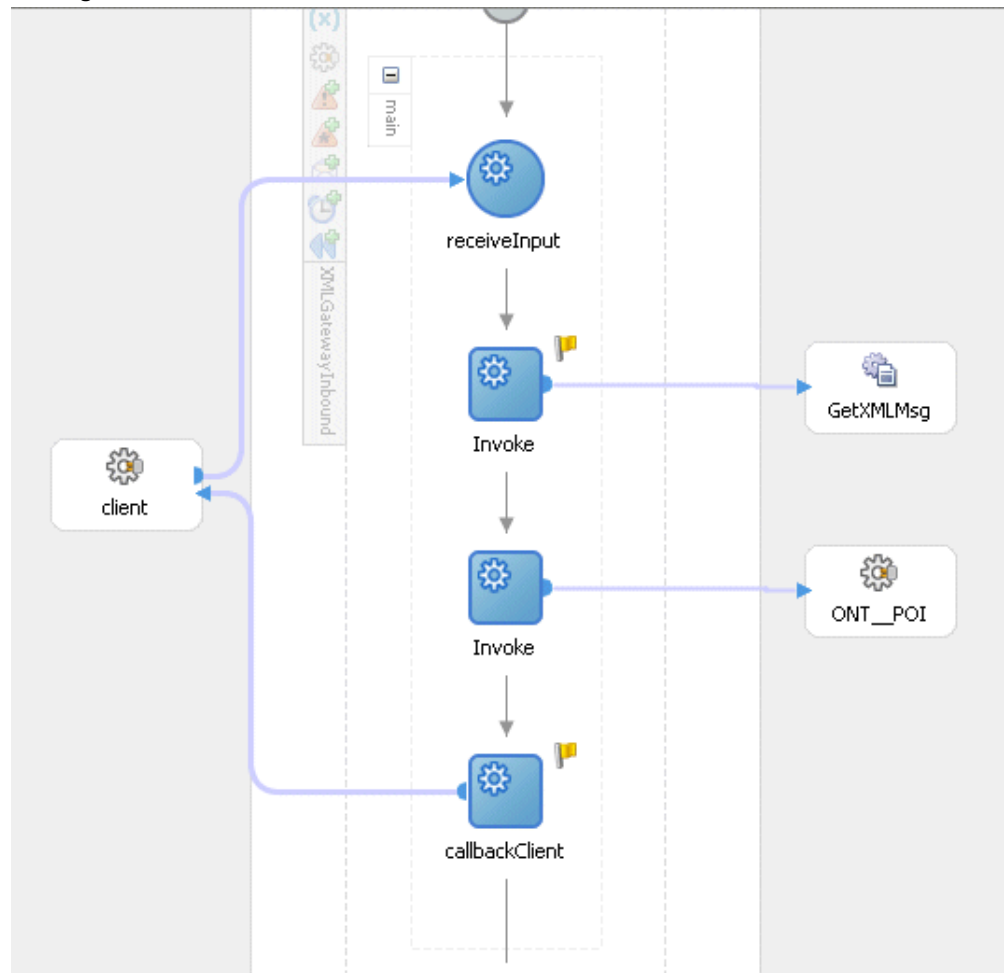 (x)
main
receiveInput
XMLGatewayInbound
Invoke
GetXMLMsg
client
Invoke
ONT__POI
callbackClient